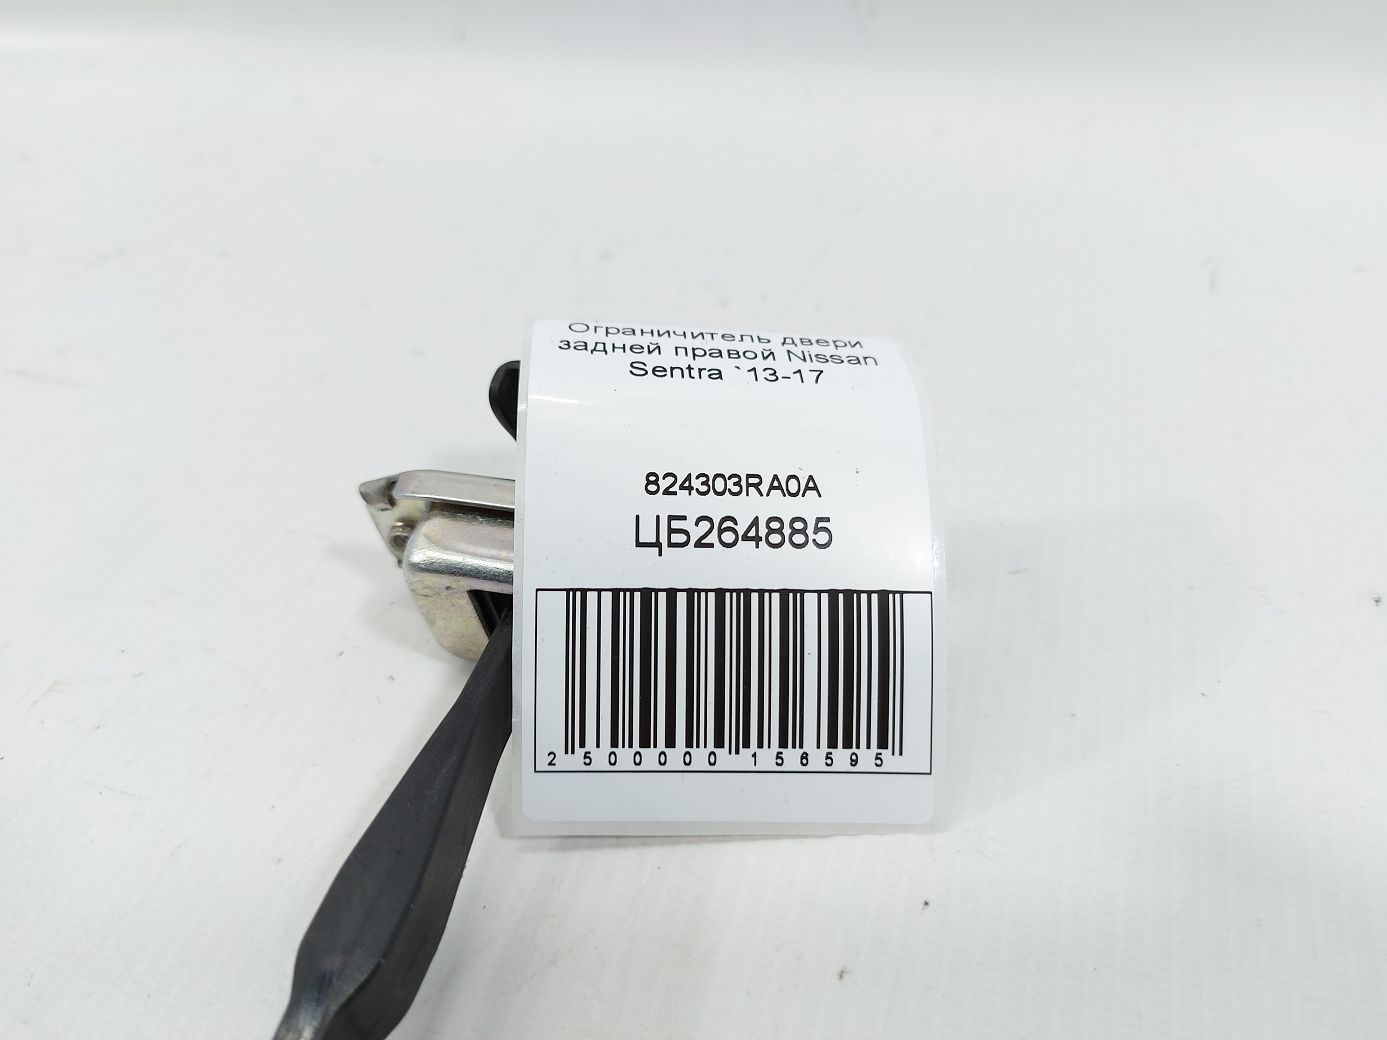 Ограничитель двери
задней правой Nissan
Sentra `13-17
824303RA0A
ЦБ264885
2 500000 156595